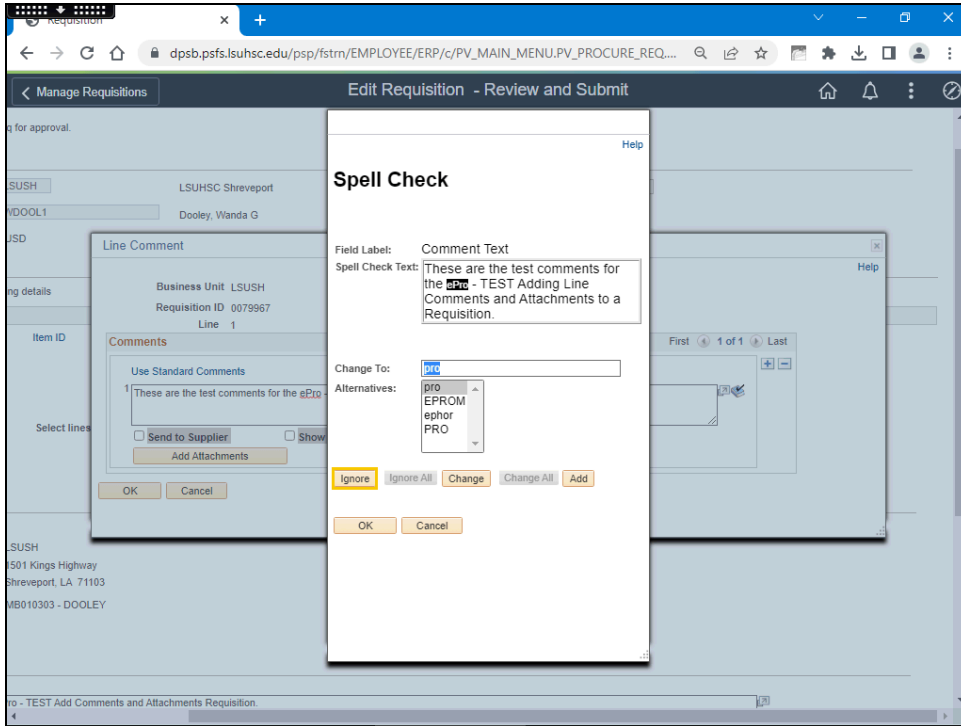 Requisition
dpsb.psfs.lsuhsc.edu/psp/fstrn/EMPLOYEE/ERP/c/PV_MAIN_MENU.PV_PROCURE_REQ....
Manage Requisitions
Edit Requisition - Review and Submit
q for approval.
LSUSH
LSUHSC Shreveport
WDOOL1
Dooley, Wanda G
USD
Line Comment
Help
ng details
Business Unit LSUSH
Requisition ID 0079967
Line 1
Item ID
Comments
First 1 of 1 Last
Use Standard Comments
1 These are the test comments for the ePro -
Select lines
Send to Supplier
Show
Add Attachments
OK
Cancel
Help
Spell Check
Field Label: Comment Text
Spell Check Text: These are the test comments for
the ePro - TEST Adding Line
Comments and Attachments to a
Requisition.
Change To: pro
Alternatives: pro
EPROM
ephor
PRO
Ignore
Ignore All
Change
Change All
Add
OK
Cancel
LSUSH
1501 Kings Highway
Shreveport, LA 71103
MB010303 - DOOLEY
ro - TEST Add Comments and Attachments Requisition.